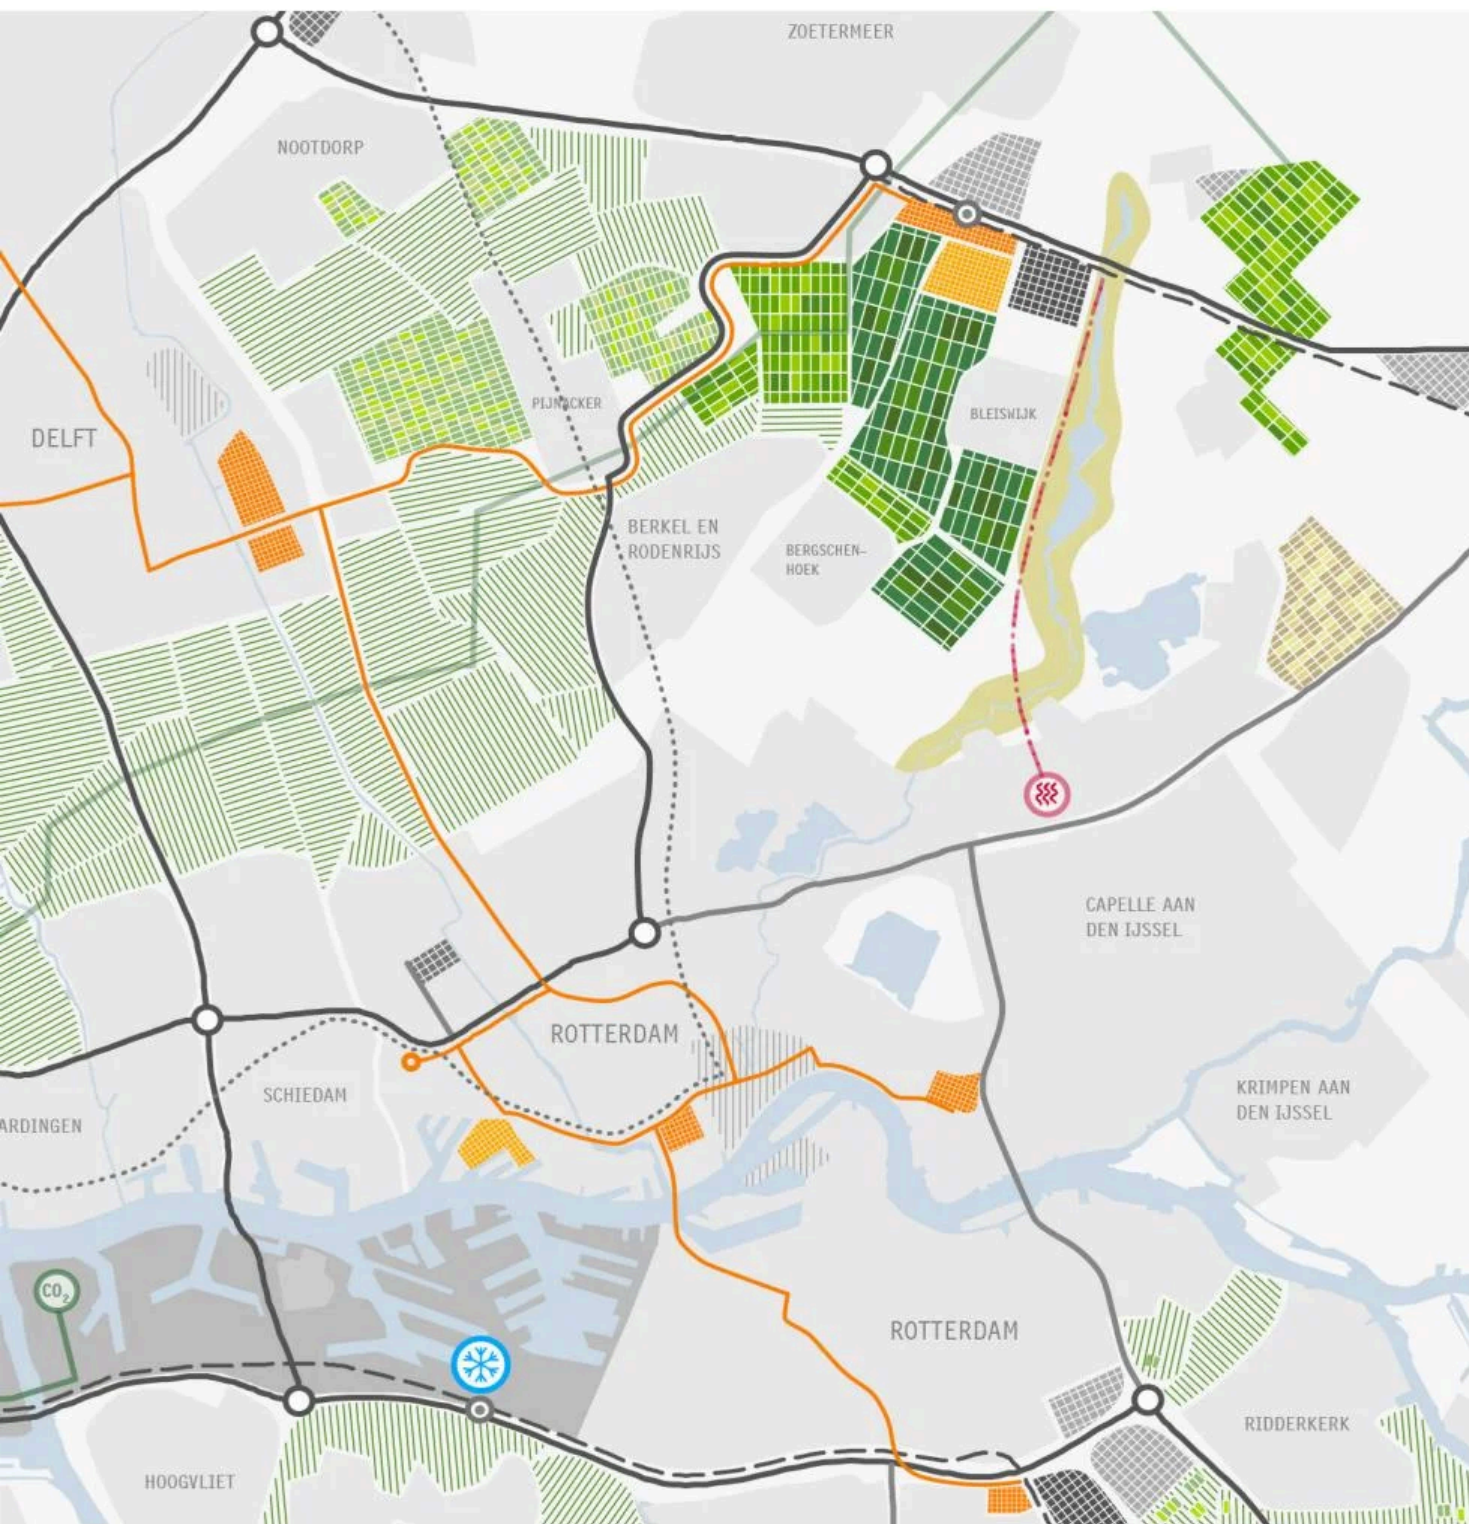 ZOETERMEER
NOOTDORP
PIJNACKER
BLEISWIJK
DELFT
BERKEL EN
RODENRIJS
BERGSCHEN-
HOEK
CAPELLE AAN
DEN IJSSEL
ROTTERDAM
SCHIEDAM
KRIMPEN AAN
DEN IJSSEL
ARDINGEN
CO₂
ROTTERDAM
RIDDERKERK
HOOGVLIET